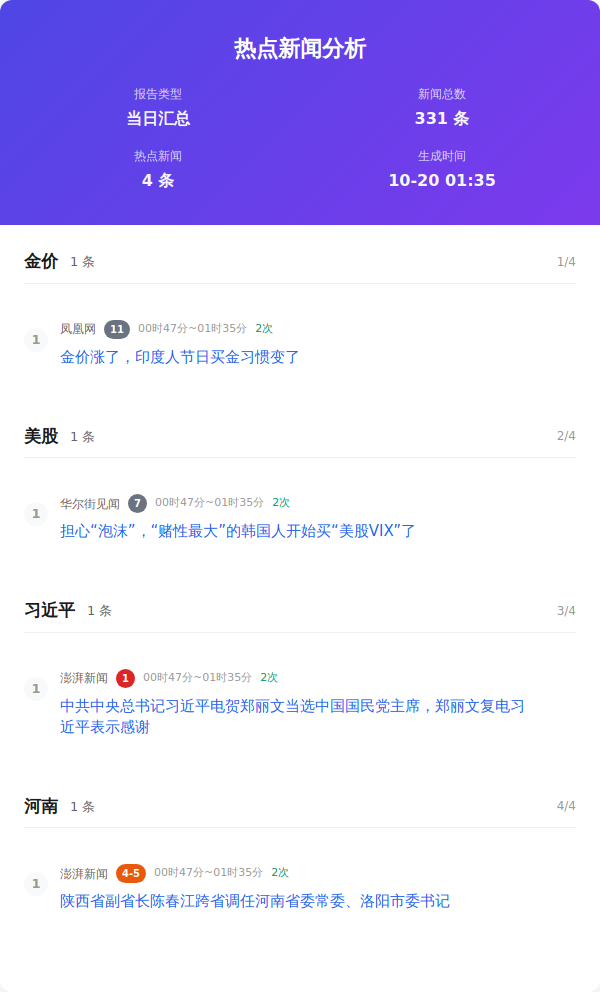 热点新闻分析
报告类型
当日汇总
新闻总数
331 条
热点新闻
4 条
生成时间
10-20 01:35
金价 1 条 1/4
1
凤凰网 11 00时47分~01时35分 2次
金价涨了，印度人节日买金习惯变了
美股 1 条 2/4
1
华尔街见闻 7 00时47分~01时35分 2次
担心“泡沫”，“赌性最大”的韩国人开始买“美股VIX”了
习近平 1 条 3/4
1
澎湃新闻 1 00时47分~01时35分 2次
中共中央总书记习近平电贺郑丽文当选中国国民党主席，郑丽文复电习
近平表示感谢
河南 1 条 4/4
1
澎湃新闻 4-5 00时47分~01时35分 2次
陕西省副省长陈春江跨省调任河南省委常委、洛阳市委书记